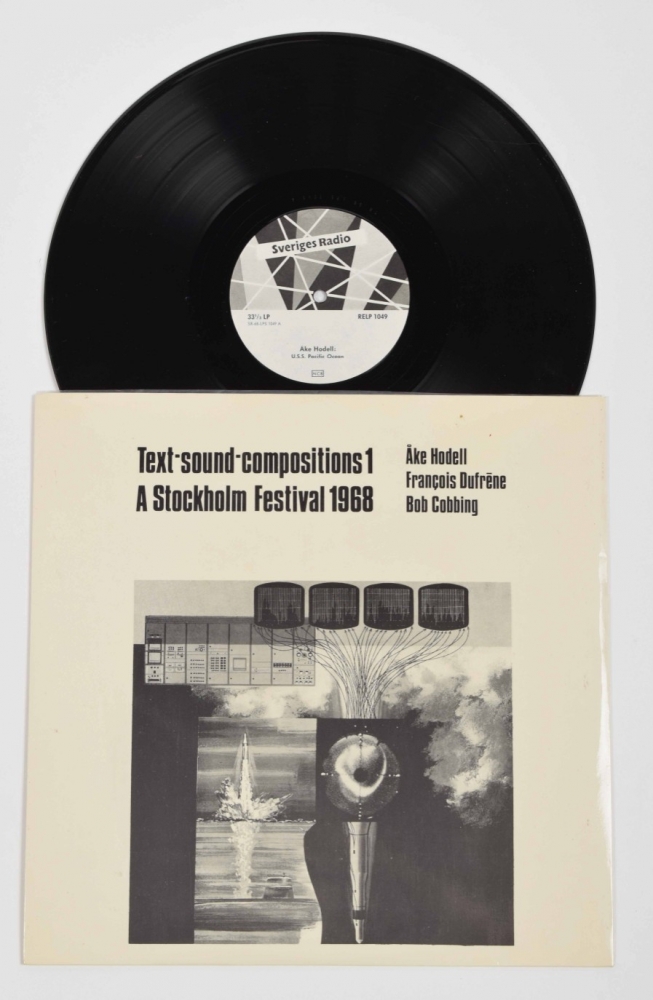 Sveriges Radio
33⅓ LP
RELP 1049
Åke Hodell:
U.S.S. Pacific Ocean
Text-sound-compositions 1
A Stockholm Festival 1968
Åke Hodell
François Dufrēne
Bob Cobbing